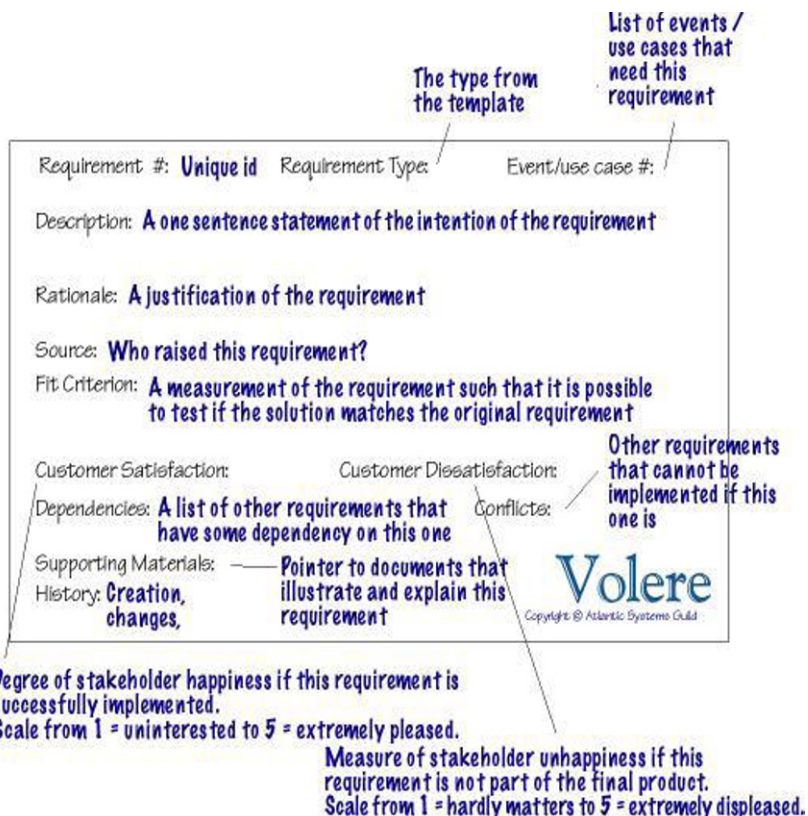 List of events /
use cases that
need this
requirement
The type from
the template
Requirement #: Unique id Requirement Type: Event/use case #:
Description: A one sentence statement of the intention of the requirement
Rationale: A justification of the requirement
Source: Who raised this requirement?
Fit Criterion: A measurement of the requirement such that it is possible
to test if the solution matches the original requirement
Other requirements
that cannot be
implemented if this
one is
Customer Satisfaction: Customer Dissatisfaction:
Dependencies: A list of other requirements that
have some dependency on this one
Conflicts:
Supporting Materials: Pointer to documents that
illustrate and explain this
requirement
History: Creation,
changes,
Volere
Copyright © Atlantic Systems Guild
Degree of stakeholder happiness if this requirement is
successfully implemented.
Scale from 1 = uninterested to 5 = extremely pleased.
Measure of stakeholder unhappiness if this
requirement is not part of the final product.
Scale from 1 = hardly matters to 5 = extremely displeased.